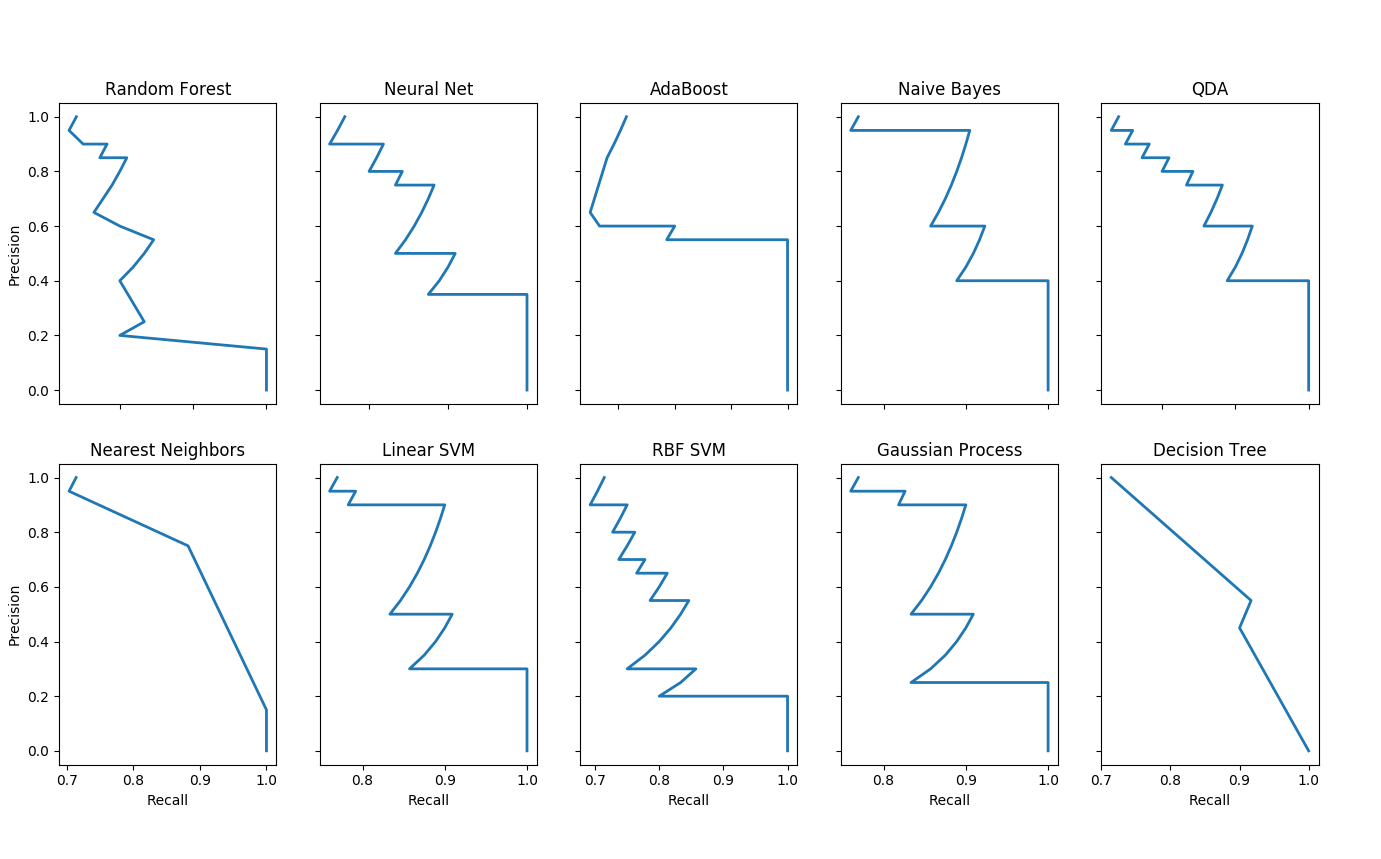 Random Forest Neural Net AdaBoost Naive Bayes QDA
1.0
0.8
0.6
0.4
0.2
0.0
Precision
Nearest Neighbors Linear SVM RBF SVM Gaussian Process Decision Tree
1.0
0.8
0.6
0.4
0.2
0.0
Precision
0.7 0.8 0.9 1.0 0.8 0.9 1.0 0.7 0.8 0.9 1.0 0.8 0.9 1.0 0.7 0.8 0.9 1.0
Recall Recall Recall Recall Recall